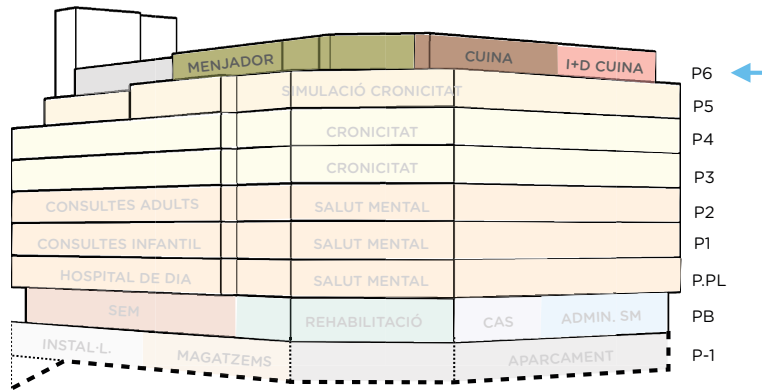 MENJADOR CUINA I+D CUINA P6
SIMULACIÓ CRONICITAT P5
CRONICITAT P4
CRONICITAT P3
CONSULTES ADULTS SALUT MENTAL P2
CONSULTES INFANTIL SALUT MENTAL P1
HOSPITAL DE DIA SALUT MENTAL P.PL
SEM REHABILITACIÓ CAS ADMIN. SM PB
INSTAL·L. MAGATZEMS APARCAMENT P-1